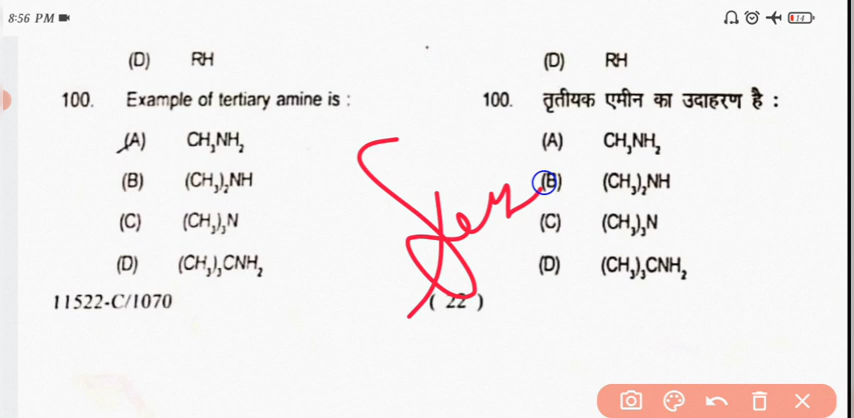 8:56 PM
14
(D) RH
100. Example of tertiary amine is :
(A) CH₃NH₂
(B) (CH₃)₂NH
(C) (CH₃)₃N
(D) (CH₃)₃CNH₂
11522-C/1070
(D) RH
100. तृतीयक एमीन का उदाहरण है :
(A) CH₃NH₂
(B) (CH₃)₂NH
(C) (CH₃)₃N
(D) (CH₃)₃CNH₂
( 22 )